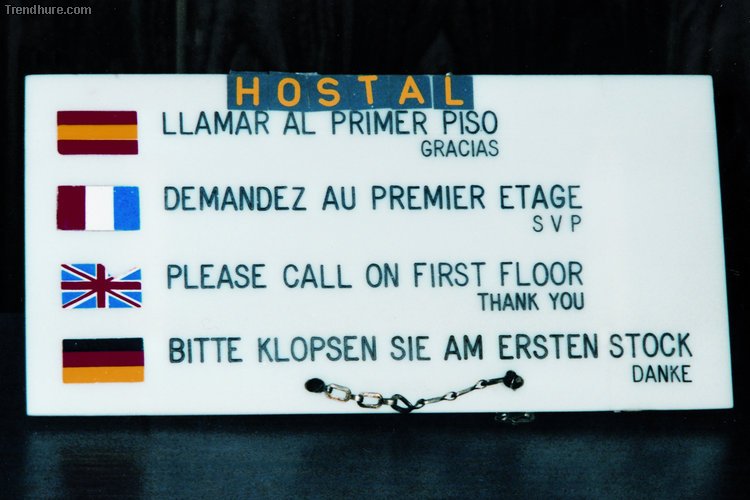 Trendhure.com
HOSTAL
LLAMAR AL PRIMER PISO
GRACIAS
DEMANDEZ AU PREMIER ETAGE
S V P
PLEASE CALL ON FIRST FLOOR
THANK YOU
BITTE KLOPSEN SIE AM ERSTEN STOCK
DANKE